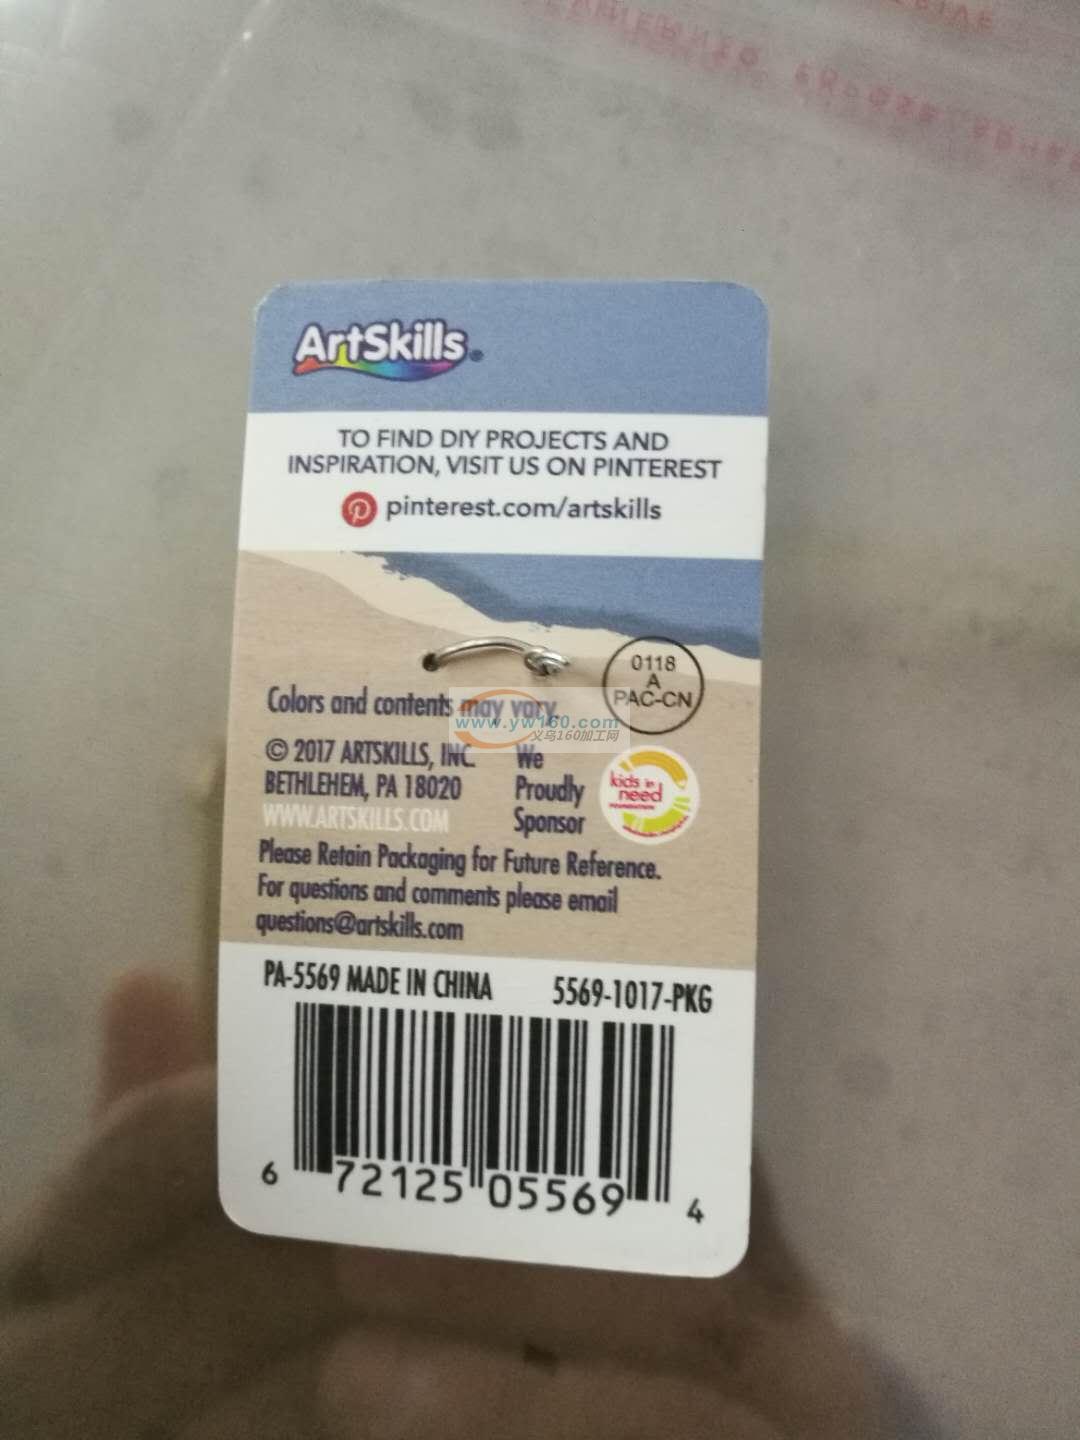 ArtSkills®
TO FIND DIY PROJECTS AND
INSPIRATION, VISIT US ON PINTEREST
pinterest.com/artskills
0118
A
PAC-CN
Colors and contents may vary.
www.yw160.com
义乌160加工网
© 2017 ARTSKILLS, INC.
BETHLEHEM, PA 18020
WWW.ARTSKILLS.COM
We
Proudly
Sponsor
kids in
need
FOUNDATION
Please Retain Packaging for Future Reference.
For questions and comments please email
questions@artskills.com
PA-5569 MADE IN CHINA
5569-1017-PKG
6 72125 05569 4